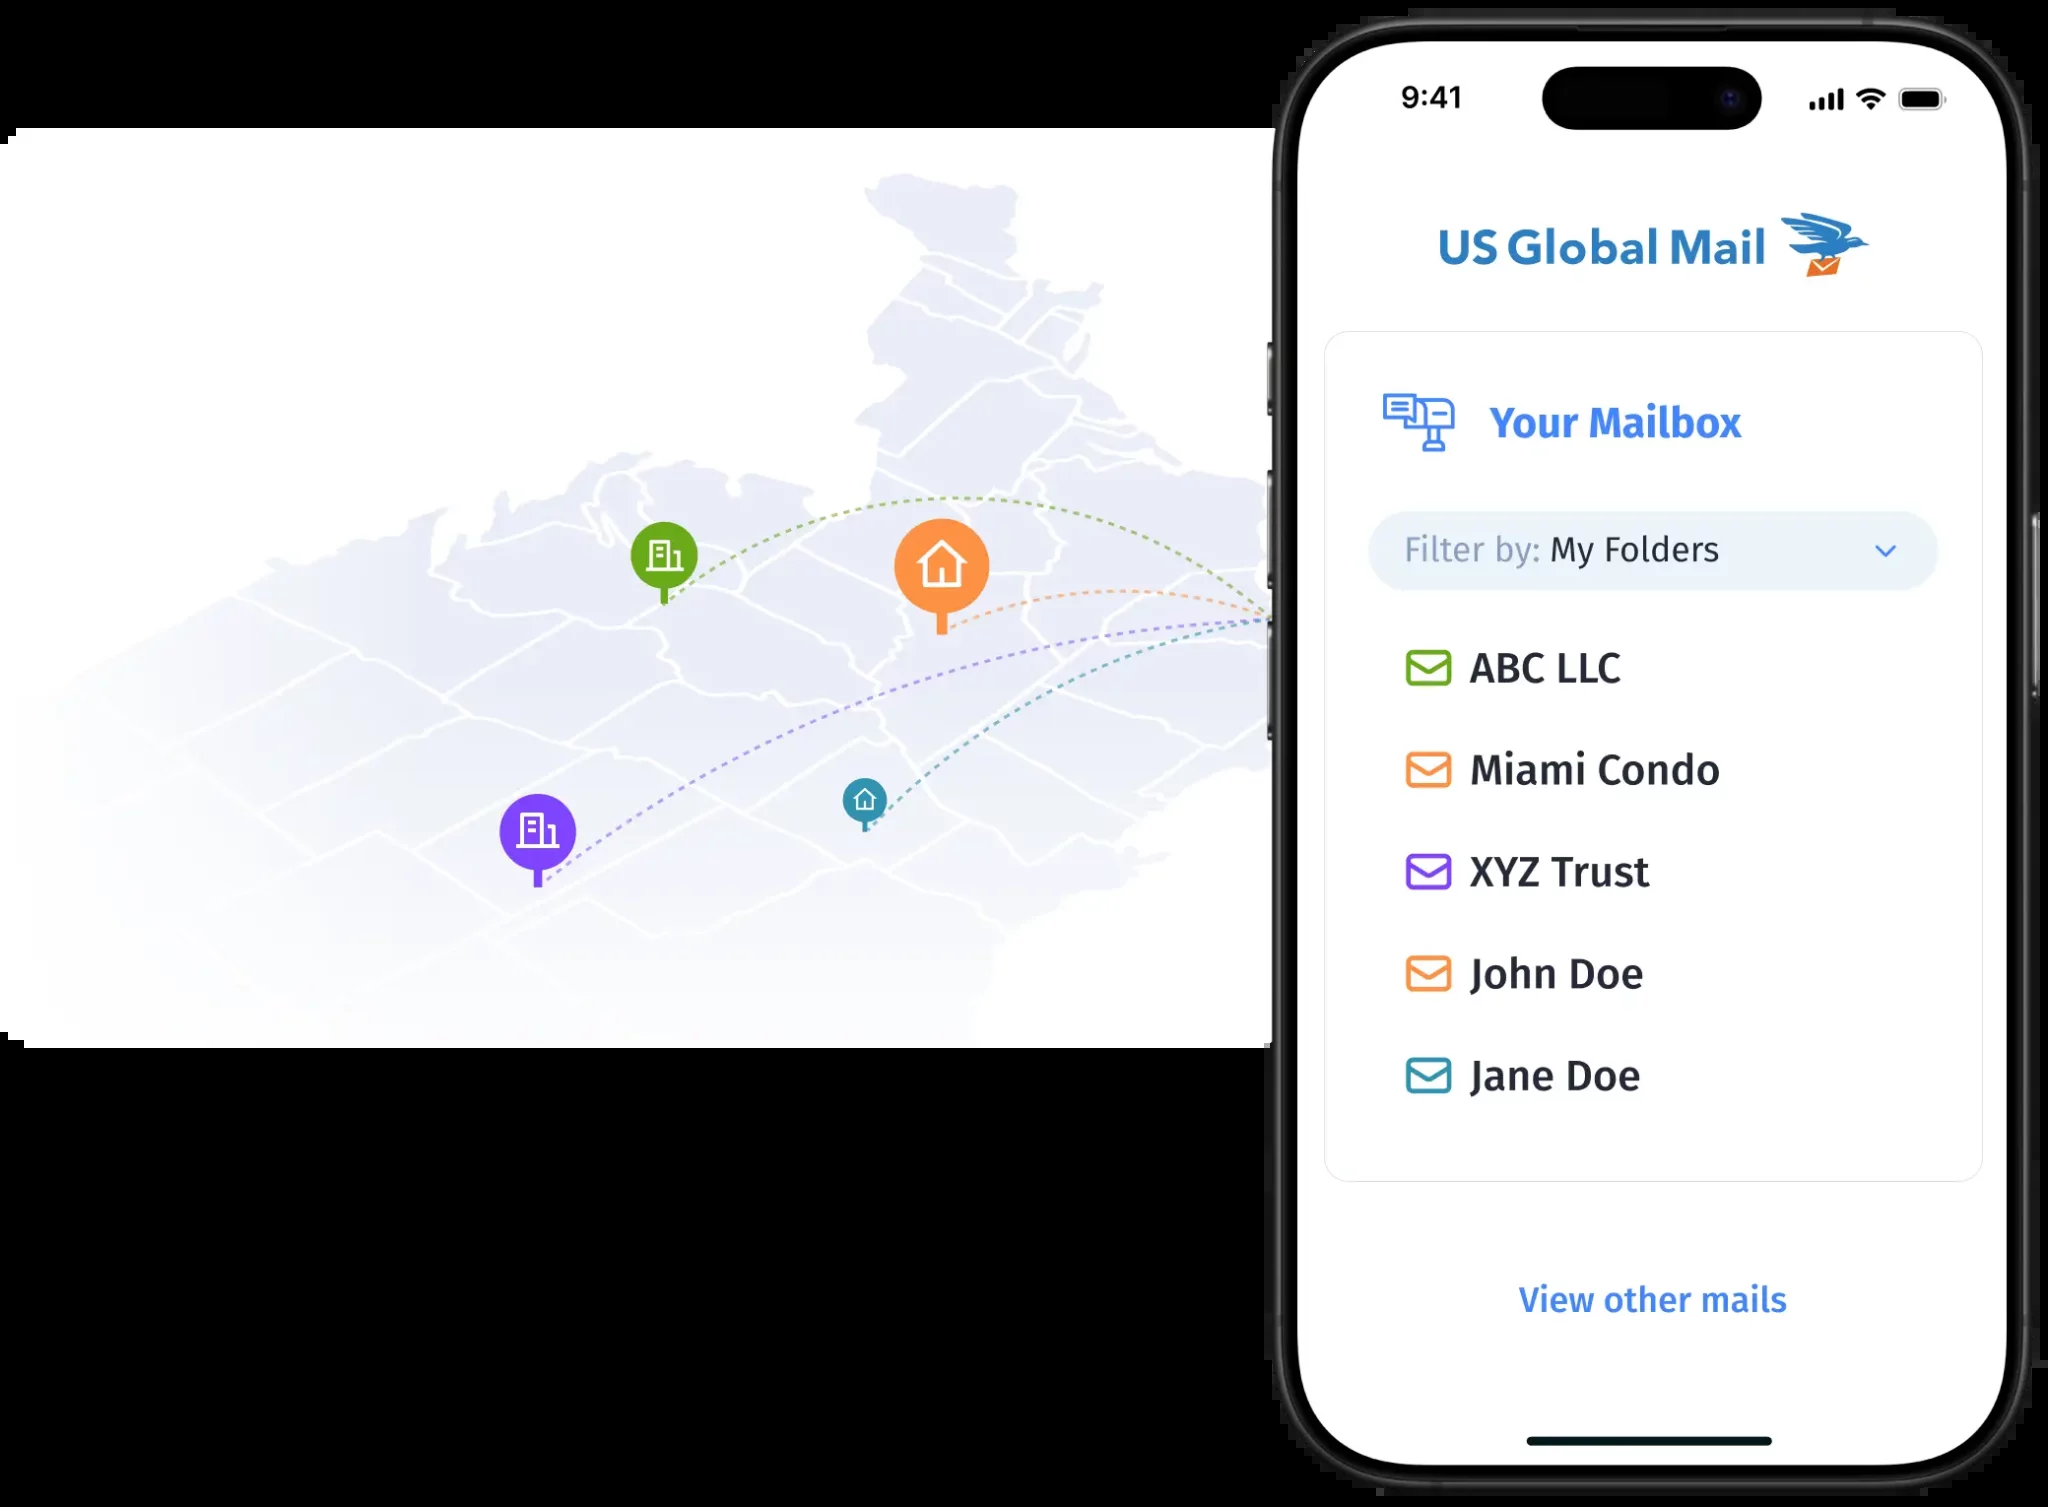 9:41
US Global Mail
Your Mailbox
Filter by: My Folders
ABC LLC
Miami Condo
XYZ Trust
John Doe
Jane Doe
View other mails